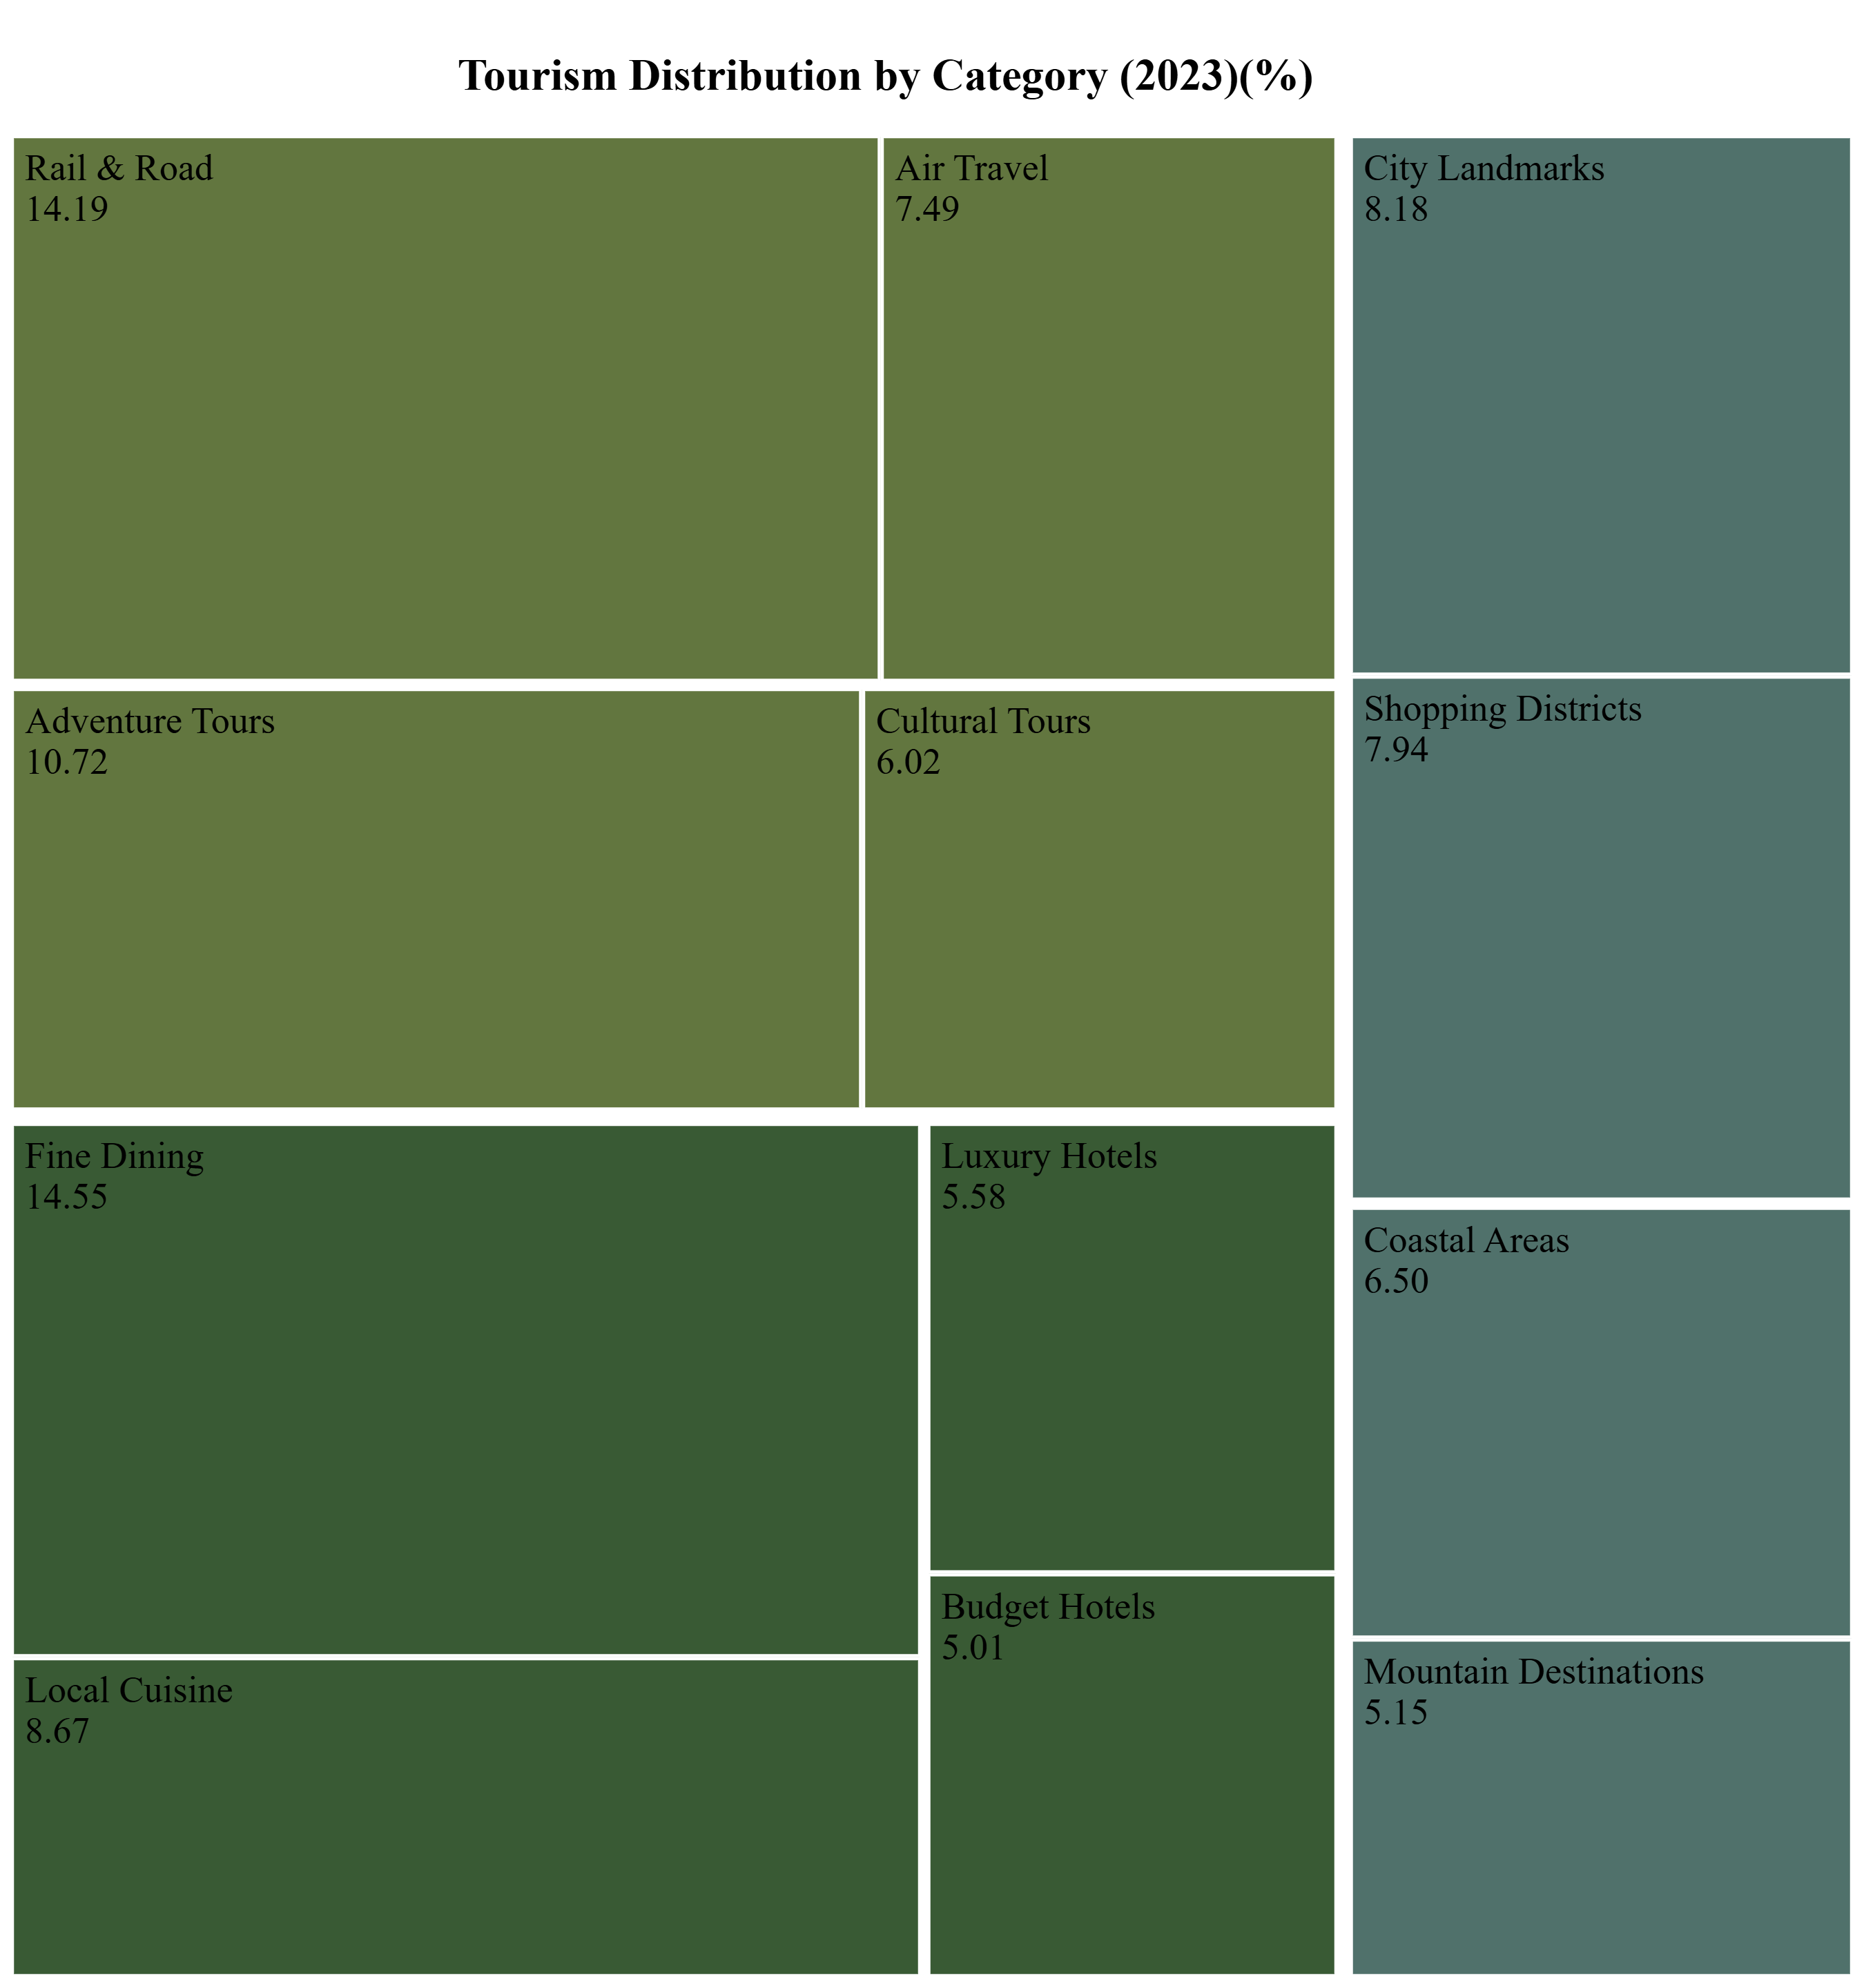 Tourism Distribution by Category (2023)(%)
Rail & Road
14.19
Air Travel
7.49
City Landmarks
8.18
Shopping Districts
7.94
Adventure Tours
10.72
Cultural Tours
6.02
Fine Dining
14.55
Luxury Hotels
5.58
Coastal Areas
6.50
Budget Hotels
5.01
Local Cuisine
8.67
Mountain Destinations
5.15